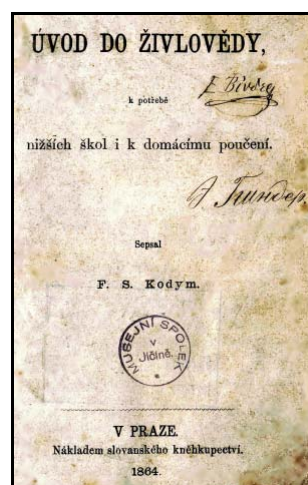 ÚVOD DO ŽIVLOVĚDY,
k potřebě
nižších škol i k domácímu poučení.
Sepsal
F. S. Kodym.
MUSEJNÍ SPOLEK
v
Jičíně.
V PRAZE.
Nákladem slovanského kněhkupectví.
1864.